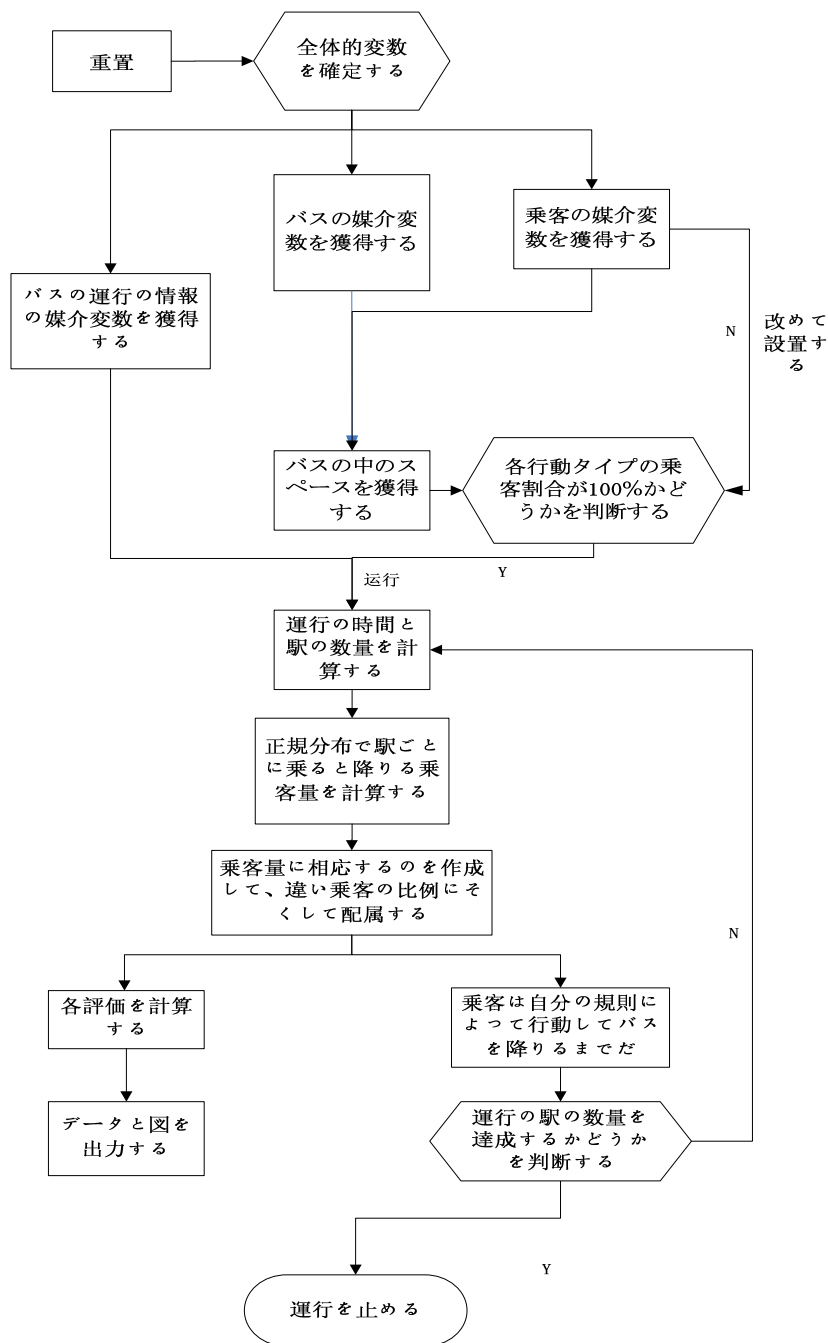 重置
全体的変数
を確定する
バスの媒介変
数を獲得する
乗客の媒介変
数を獲得する
バスの運行の情報
の媒介変数を獲得
する
N
改めて
設置す
る
バスの中のス
ペースを獲得
する
各行動タイプの乗
客割合が100%かど
うかを判断する
运行
Y
運行の時間と
駅の数量を計
算する
正規分布で駅ごと
に乗ると降りる乗
客量を計算する
乗客量に相応するのを作成
して、違い乗客の比例にそ
くして配属する
N
各評価を計算
する
乗客は自分の規則に
よって行動してバス
を降りるまでだ
データと図を
出力する
運行の駅の数量を
達成するかどうか
を判断する
Y
運行を止める